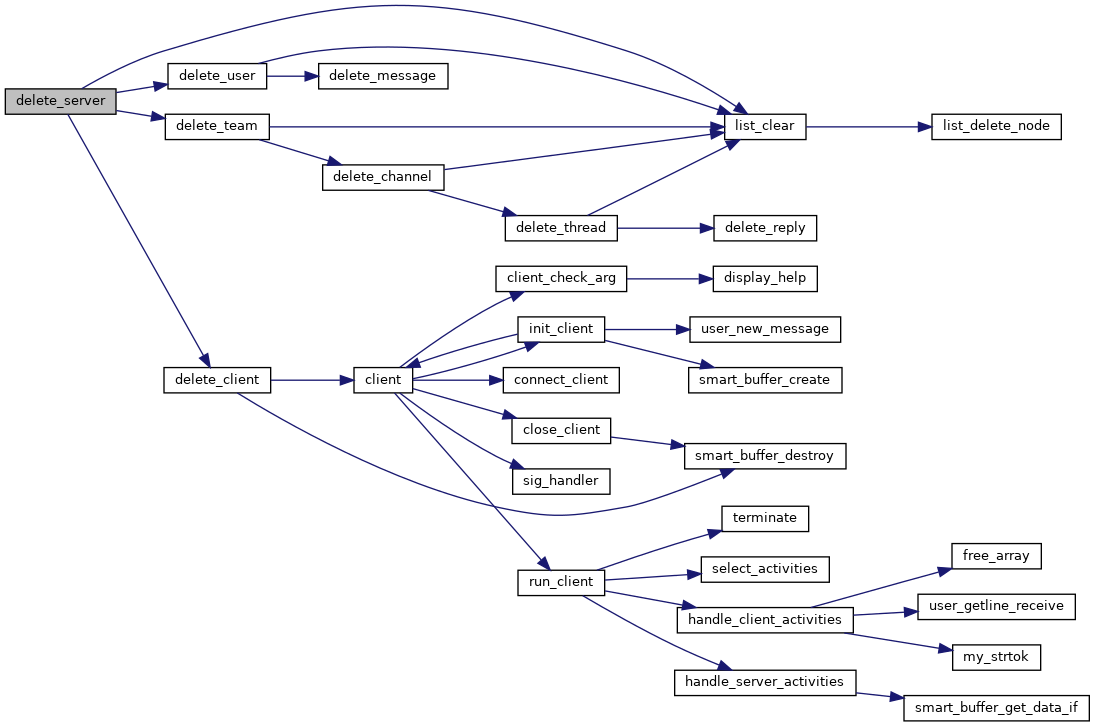 delete_server
delete_user
delete_message
delete_team
list_clear
list_delete_node
delete_channel
delete_thread
delete_reply
client_check_arg
display_help
init_client
user_new_message
delete_client
client
connect_client
smart_buffer_create
close_client
smart_buffer_destroy
sig_handler
terminate
select_activities
free_array
run_client
handle_client_activities
user_getline_receive
my_strtok
handle_server_activities
smart_buffer_get_data_if